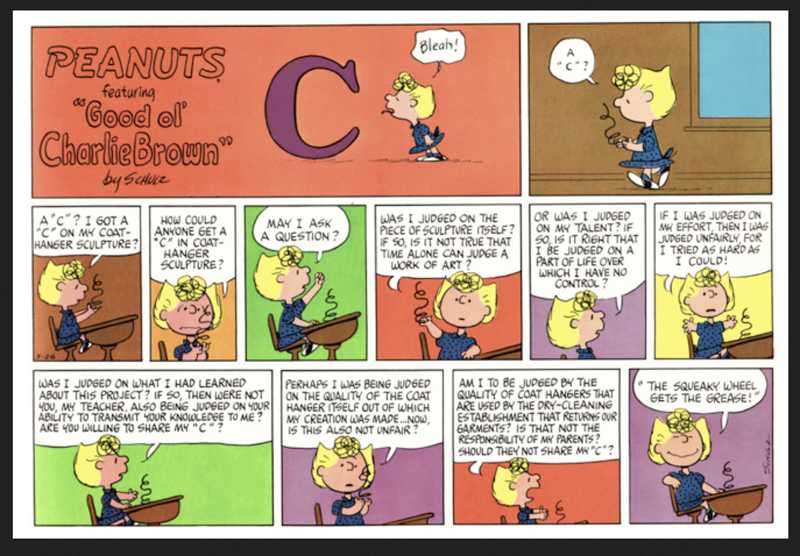 PEANUTS
featuring
"Good ol'
CharlieBrown"
by SCHULZ
C
Bleah!
A
"C"?
A "C"? I GOT A
"C" ON MY COAT-
HANGER SCULPTURE?
3-26
HOW COULD
ANYONE GET A
"C" IN COAT-
HANGER
SCULPTURE?
MAY I ASK
A QUESTION?
WAS I JUDGED ON THE
PIECE OF SCULPTURE ITSELF?
IF SO, IS IT NOT TRUE THAT
TIME ALONE CAN JUDGE A
WORK OF ART?
OR WAS I JUDGED
ON MY TALENT? IF
SO, IS IT RIGHT THAT
I BE JUDGED ON A
PART OF LIFE OVER
WHICH I HAVE NO
CONTROL?
IF I WAS JUDGED ON
MY EFFORT, THEN I WAS
JUDGED UNFAIRLY, FOR
I TRIED AS HARD AS
I COULD!
WAS I JUDGED ON WHAT I HAD LEARNED
ABOUT THIS PROJECT? IF SO, THEN WERE NOT
YOU, MY TEACHER, ALSO BEING JUDGED ON YOUR
ABILITY TO TRANSMIT YOUR KNOWLEDGE TO ME?
ARE YOU WILLING TO SHARE MY "C"?
PERHAPS I WAS BEING JUDGED
ON THE QUALITY OF THE COAT
HANGER ITSELF OUT OF WHICH
MY CREATION WAS MADE...NOW,
IS THIS ALSO NOT UNFAIR?
AM I TO BE JUDGED BY THE
QUALITY OF COAT HANGERS THAT
ARE USED BY THE DRY-CLEANING
ESTABLISHMENT THAT RETURNS OUR
GARMENTS? IS THAT NOT THE
RESPONSIBILITY OF MY PARENTS?
SHOULD THEY NOT SHARE MY "C"?
"THE SQUEAKY WHEEL
GETS THE GREASE!"
SCHULZ